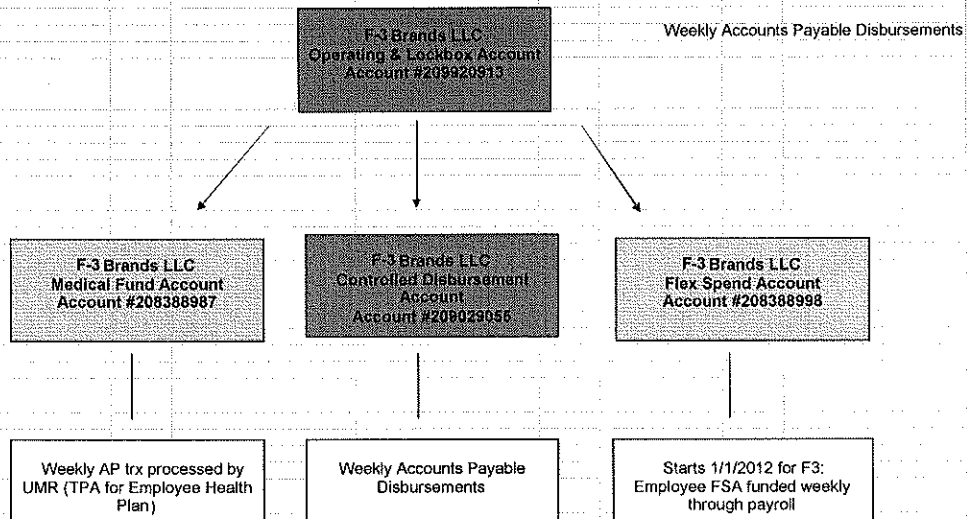 Weekly Accounts Payable Disbursements
F-3 Brands LLC
Operating & Lockbox Account
Account #209920913
F-3 Brands LLC
Medical Fund Account
Account #208388987
F-3 Brands LLC
Controlled Disbursement
Account
Account #209029055
F-3 Brands LLC
Flex Spend Account
Account #208388998
Weekly AP trx processed by
UMR (TPA for Employee Health
Plan)
Weekly Accounts Payable
Disbursements
Starts 1/1/2012 for F3:
Employee FSA funded weekly
through payroll